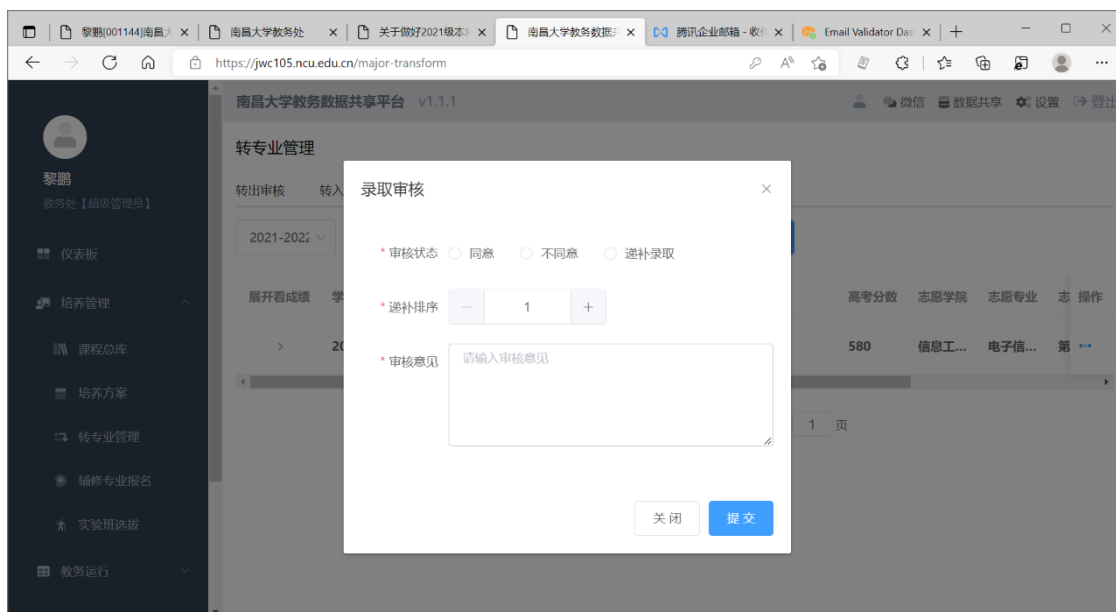 黎鹏[001144]南昌大
南昌大学教务处
关于做好2021级本
南昌大学教务数据
腾讯企业邮箱 - 收
Email Validator Das
https://jwc105.ncu.edu.cn/major-transform
南昌大学教务数据共享平台 v1.1.1
微信 数据共享 设置 登出
黎鹏
教务处【超级管理员】
仪表板
培养管理
课程总库
培养方案
转专业管理
辅修专业报名
实验班选拔
教务运行
转专业管理
转出审核 转入
2021-2022
展开看成绩 学 高考分数 志愿学院 志愿专业 志 操作
20 580 信息工... 电子信... 第 ...
1 页
录取审核
* 审核状态 同意 不同意 递补录取
* 递补排序 − 1 +
* 审核意见 请输入审核意见
关 闭 提 交